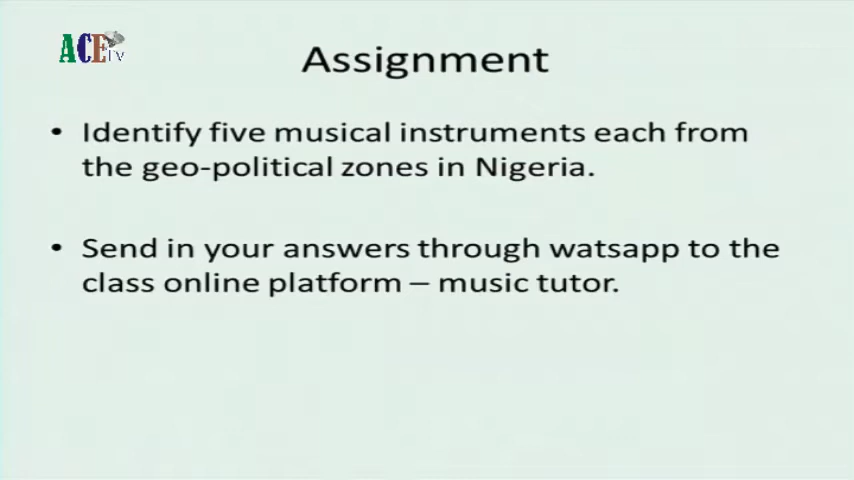 ACE TV
Assignment
• Identify five musical instruments each from
the geo-political zones in Nigeria.
• Send in your answers through watsapp to the
class online platform – music tutor.